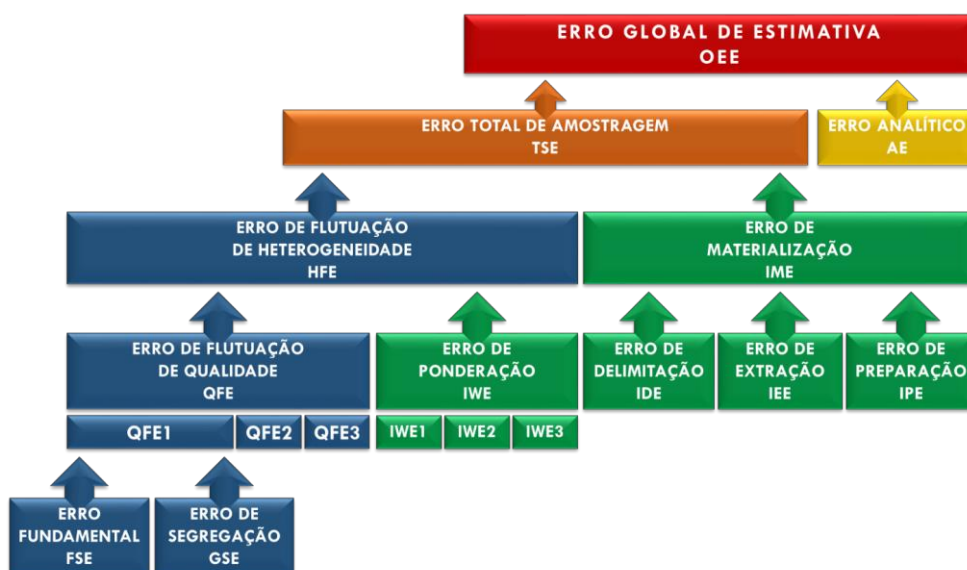 ERRO GLOBAL DE ESTIMATIVA
OEE
ERRO TOTAL DE AMOSTRAGEM
TSE
ERRO ANALÍTICO
AE
ERRO DE FLUTUAÇÃO
DE HETEROGENEIDADE
HFE
ERRO DE
MATERIALIZAÇÃO
IME
ERRO DE FLUTUAÇÃO
DE QUALIDADE
QFE
ERRO DE
PONDERAÇÃO
IWE
ERRO DE
DELIMITAÇÃO
IDE
ERRO DE
EXTRAÇÃO
IEE
ERRO DE
PREPARAÇÃO
IPE
QFE1
QFE2
QFE3
IWE1
IWE2
IWE3
ERRO
FUNDAMENTAL
FSE
ERRO DE
SEGREGAÇÃO
GSE